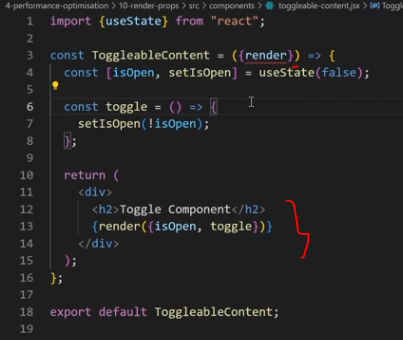 4-performance-optimisation > 10-render-props > src > components > toggleable-content.jsx >
1 import {useState} from "react";
2
3 const ToggleableContent = ({render}) => {
4 const [isOpen, setIsOpen] = useState(false);
5
6 const toggle = () => {
7 setIsOpen(!isOpen);
8 };
9
10 return (
11 <div>
12 <h2>Toggle Component</h2>
13 {render({isOpen, toggle})}
14 </div>
15 );
16 };
17
18 export default ToggleableContent;
19